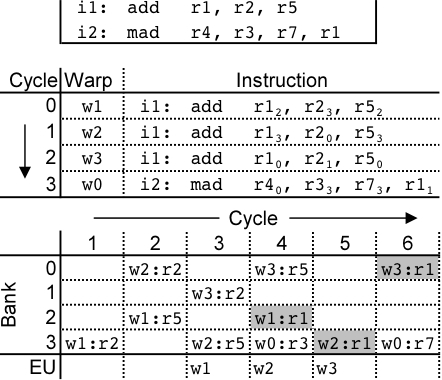 i1: add r1, r2, r5
i2: mad r4, r3, r7, r1
Cycle Warp Instruction
0 w1 i1: add r1₂, r2₃, r5₂
1 w2 i1: add r1₃, r2₀, r5₃
2 w3 i1: add r1₀, r2₁, r5₀
3 w0 i2: mad r4₀, r3₃, r7₃, r1₁
Cycle
1 2 3 4 5 6
Bank
0 w2:r2 w3:r5 w3:r1
1 w3:r2
2 w1:r5 w1:r1
3 w1:r2 w2:r5 w0:r3 w2:r1 w0:r7
EU w1 w2 w3